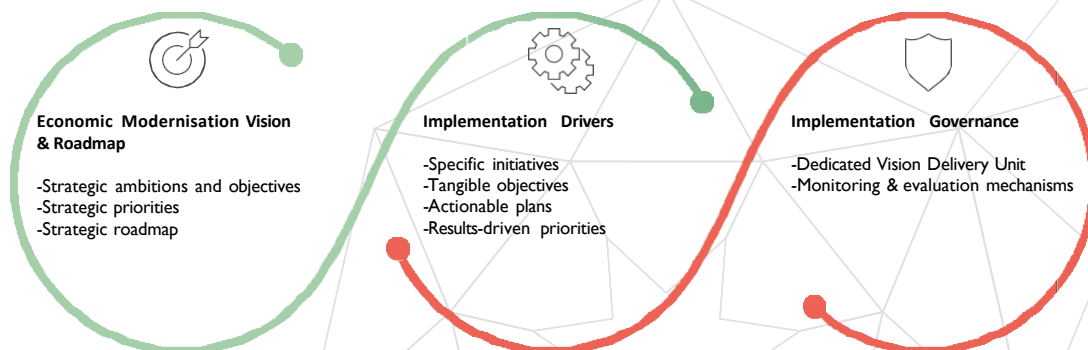 Economic Modernisation Vision
& Roadmap
-Strategic ambitions and objectives
-Strategic priorities
-Strategic roadmap
Implementation Drivers
-Specific initiatives
-Tangible objectives
-Actionable plans
-Results-driven priorities
Implementation Governance
-Dedicated Vision Delivery Unit
-Monitoring & evaluation mechanisms